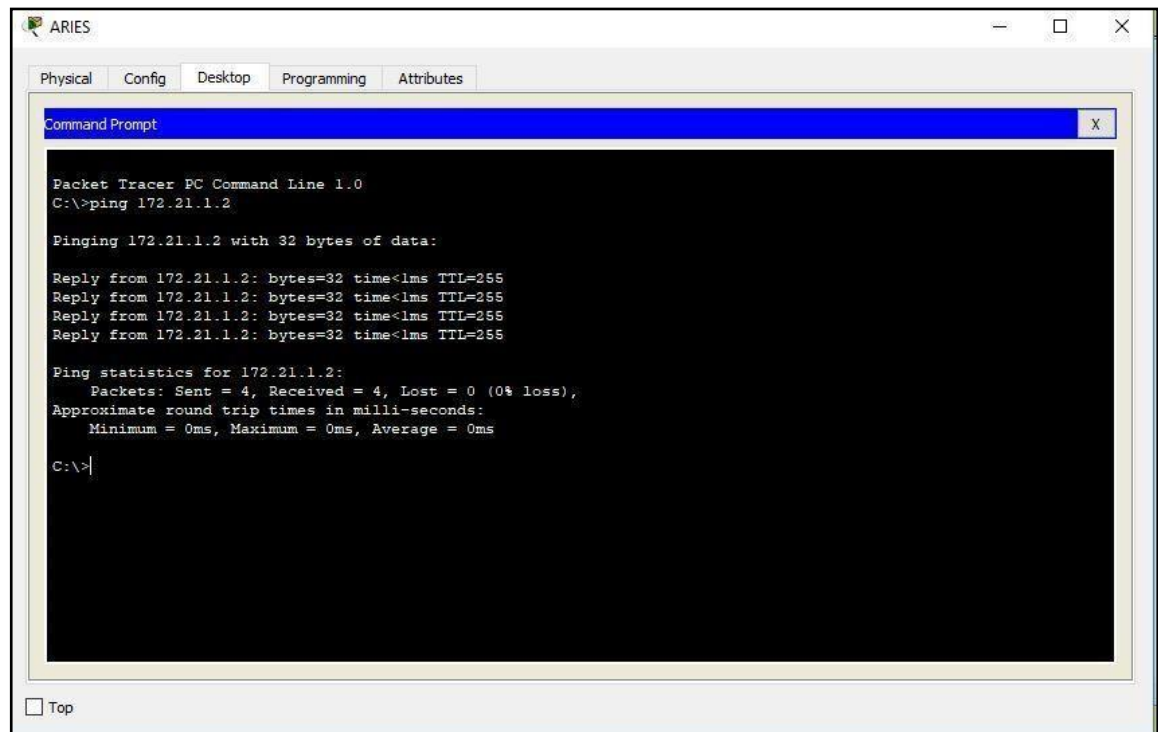 ARIES
Physical Config Desktop Programming Attributes
Command Prompt X
Packet Tracer PC Command Line 1.0
C:\>ping 172.21.1.2
Pinging 172.21.1.2 with 32 bytes of data:
Reply from 172.21.1.2: bytes=32 time<1ms TTL=255
Reply from 172.21.1.2: bytes=32 time<1ms TTL=255
Reply from 172.21.1.2: bytes=32 time<1ms TTL=255
Reply from 172.21.1.2: bytes=32 time<1ms TTL=255
Ping statistics for 172.21.1.2:
Packets: Sent = 4, Received = 4, Lost = 0 (0% loss),
Approximate round trip times in milli-seconds:
Minimum = 0ms, Maximum = 0ms, Average = 0ms
C:\>
Top